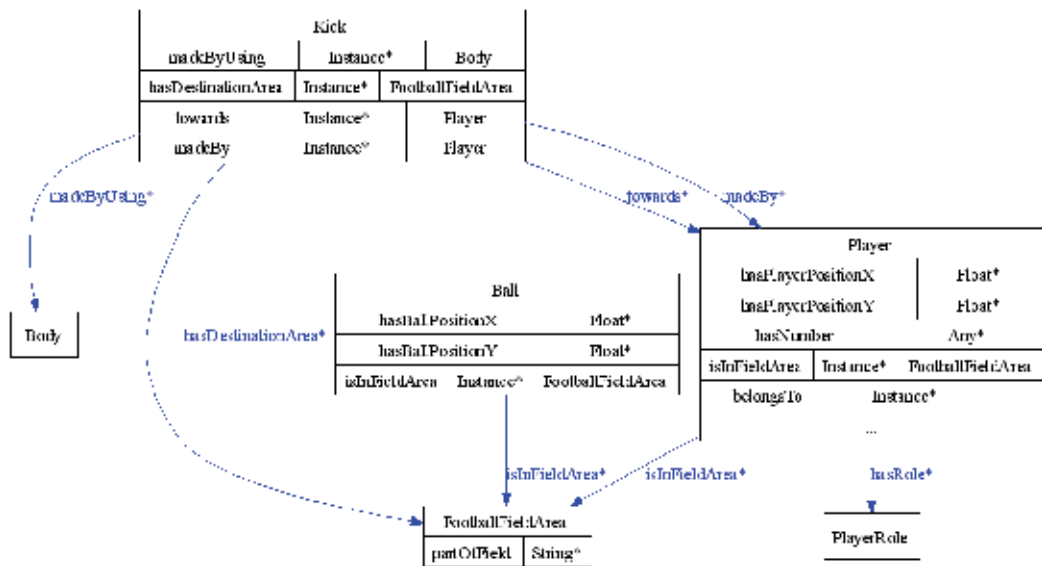 Kick
madeByUsing Instance* Body
hasDestinationArea Instance* FootballFieldArea
towards Instance* Player
madeBy Instance* Player
madeByUsing*
towards*
madeBy*
Player
hasPlayerPositionX Float*
hasPlayerPositionY Float*
hasNumber Any*
isInFieldArea Instance* FootballFieldArea
belongsTo Instance*
...
Ball
hasBallPositionX Float*
hasBallPositionY Float*
isInFieldArea Instance* FootballFieldArea
hasDestinationArea*
Body
isInFieldArea*
isInFieldArea*
hasRole*
FootballFieldArea
partOfField String*
PlayerRole